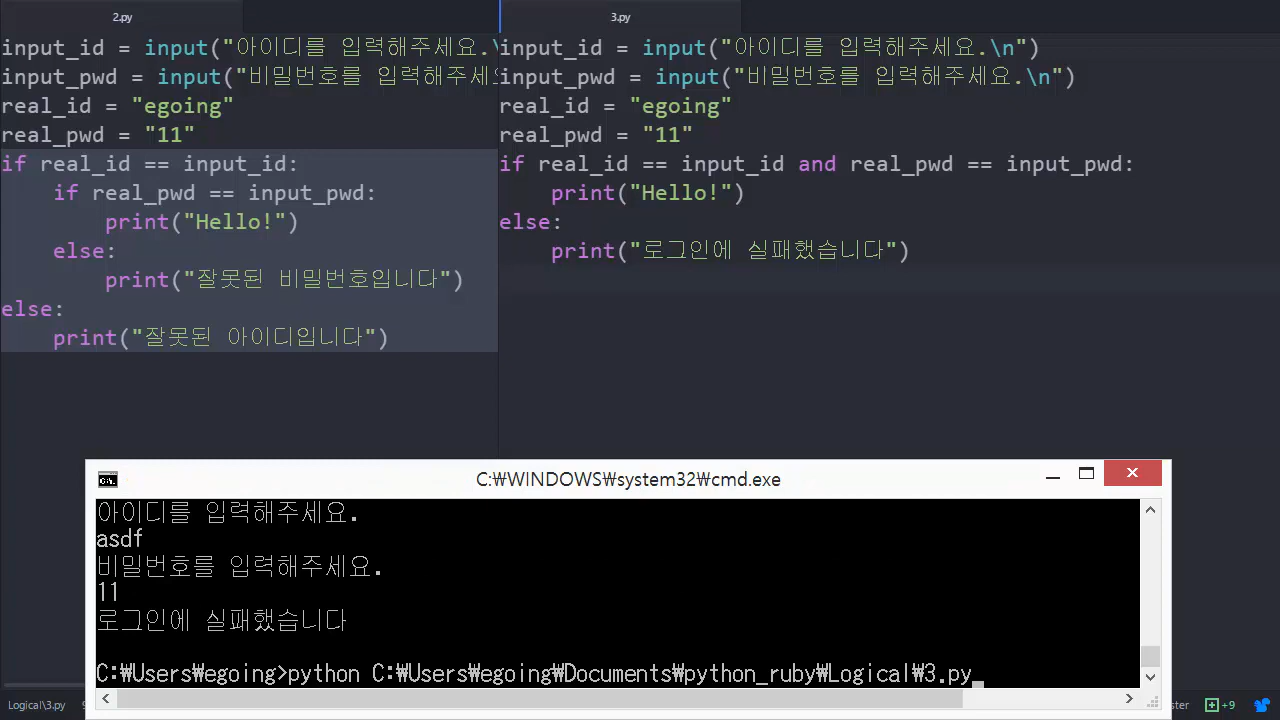 2.py
input_id = input("아이디를 입력해주세요.\
input_pwd = input("비밀번호를 입력해주세요
real_id = "egoing"
real_pwd = "11"
if real_id == input_id:
    if real_pwd == input_pwd:
        print("Hello!")
    else:
        print("잘못된 비밀번호입니다")
else:
    print("잘못된 아이디입니다")
3.py
input_id = input("아이디를 입력해주세요.\n")
input_pwd = input("비밀번호를 입력해주세요.\n")
real_id = "egoing"
real_pwd = "11"
if real_id == input_id and real_pwd == input_pwd:
    print("Hello!")
else:
    print("로그인에 실패했습니다")
C:₩WINDOWS₩system32₩cmd.exe
아이디를 입력해주세요.
asdf
비밀번호를 입력해주세요.
11
로그인에 실패했습니다
C:₩Users₩egoing>python C:₩Users₩egoing₩Documents₩python_ruby₩Logical₩3.py
Logical\3.py
ster
+9